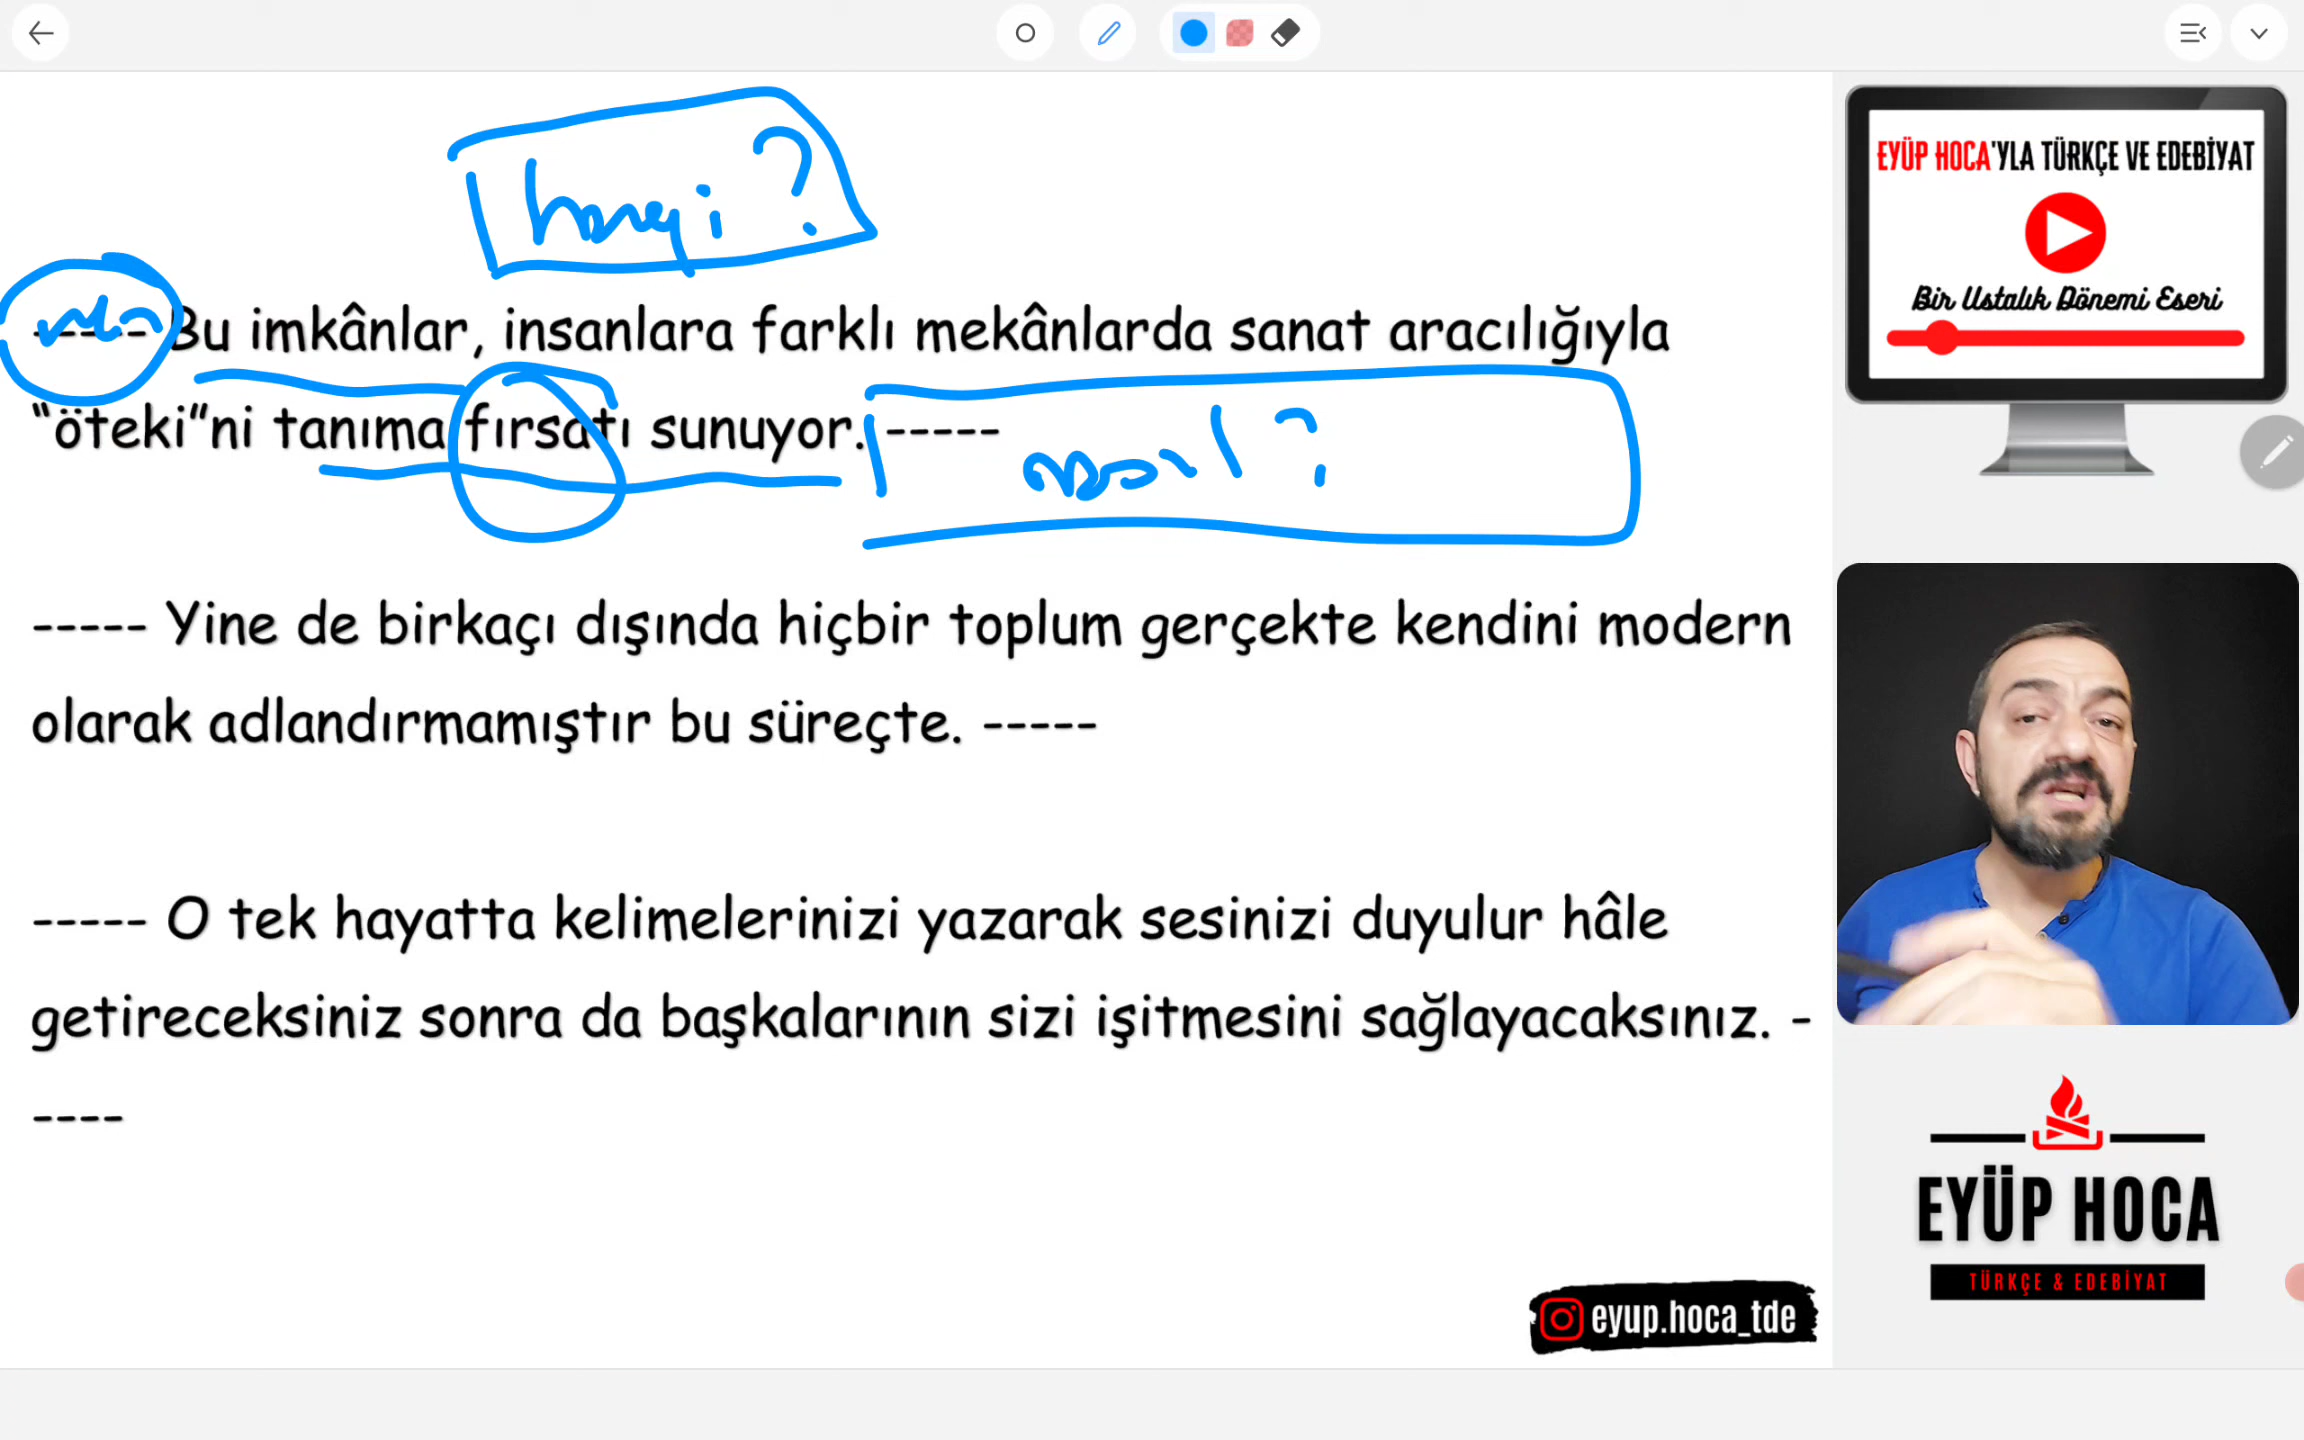 hangi ?
----- Bu imkânlar, insanlara farklı mekânlarda sanat aracılığıyla
“öteki”ni tanıma fırsatı sunuyor. -----
nasıl ?
----- Yine de birkaçı dışında hiçbir toplum gerçekte kendini modern
olarak adlandırmamıştır bu süreçte. -----
----- O tek hayatta kelimelerinizi yazarak sesinizi duyulur hâle
getireceksiniz sonra da başkalarının sizi işitmesini sağlayacaksınız. -
----
EYÜP HOCA'YLA TÜRKÇE VE EDEBİYAT
Bir Ustalık Dönemi Eseri
EYÜP HOCA
TÜRKÇE & EDEBİYAT
eyup.hoca_tde